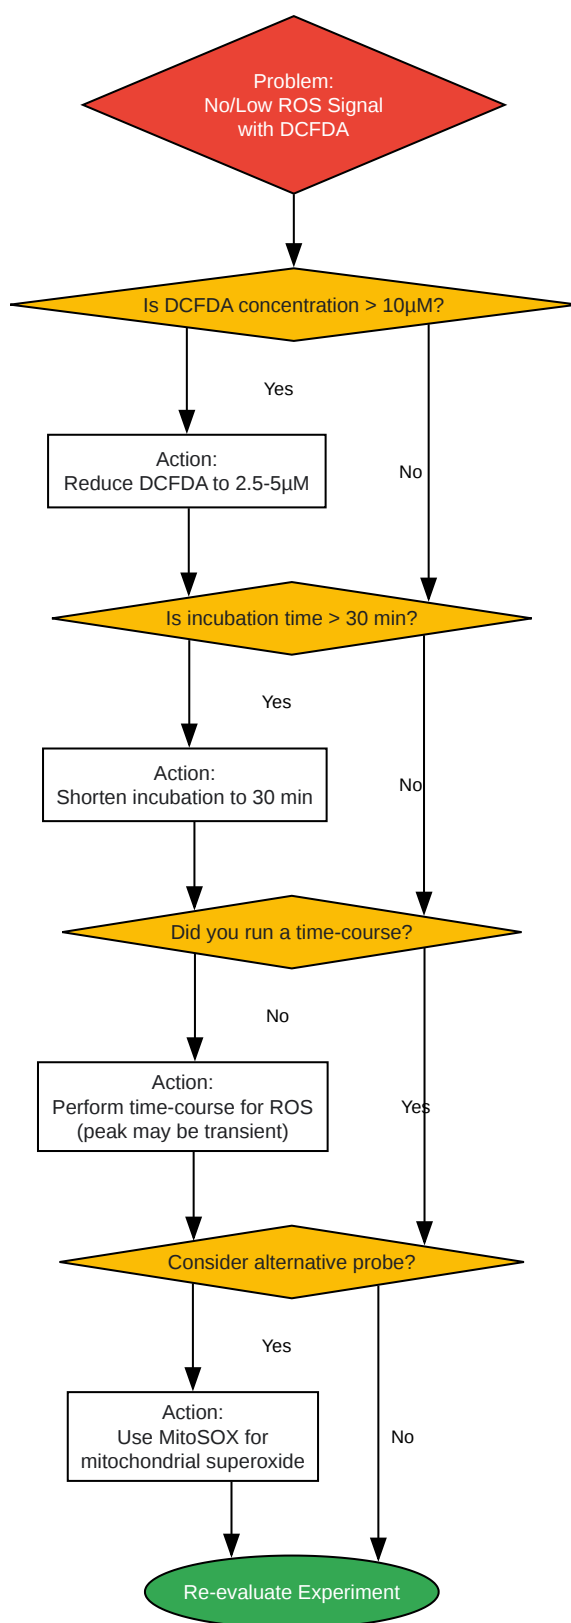 Problem:
No/Low ROS Signal
with DCFDA
Is DCFDA concentration > 10µM?
Yes
Action:
Reduce DCFDA to 2.5-5µM
No
Is incubation time > 30 min?
Yes
Action:
Shorten incubation to 30 min
No
Did you run a time-course?
No
Action:
Perform time-course for ROS
(peak may be transient)
Yes
Consider alternative probe?
Yes
Action:
Use MitoSOX for
mitochondrial superoxide
No
Re-evaluate Experiment